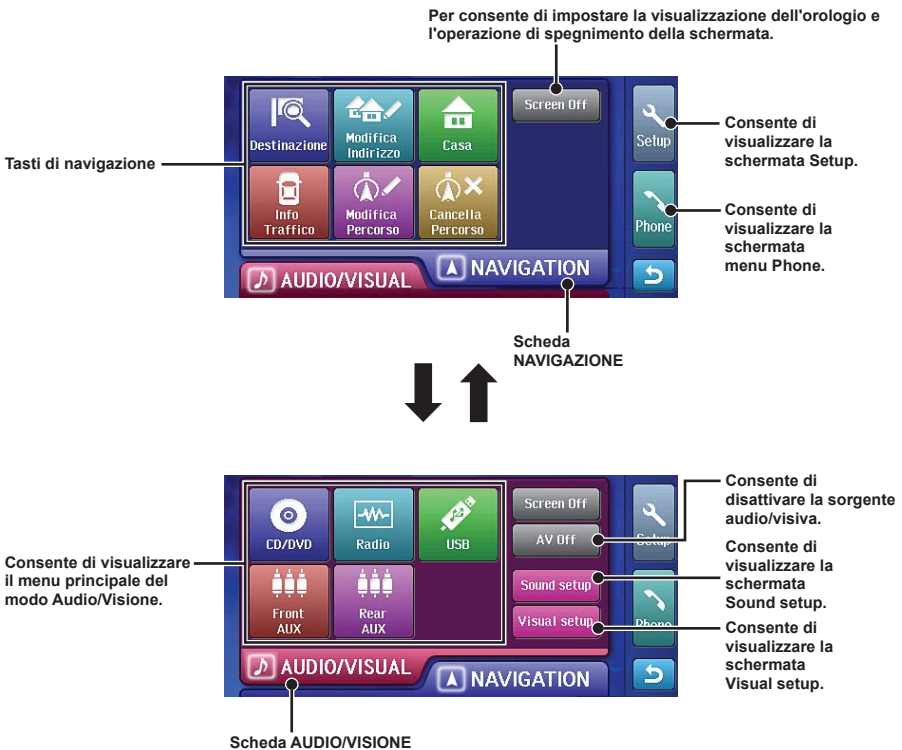 Per consente di impostare la visualizzazione dell'orologio e
l'operazione di spegnimento della schermata.
Tasti di navigazione
Destinazione
Modifica
Indirizzo
Casa
Info
Traffico
Modifica
Percorso
Cancella
Percorso
Screen Off
Setup
Phone
AUDIO/VISUAL
NAVIGATION
Consente di
visualizzare la
schermata Setup.
Consente di
visualizzare la
schermata
menu Phone.
Scheda
NAVIGAZIONE
Consente di visualizzare
il menu principale del
modo Audio/Visione.
CD/DVD
Radio
USB
Front
AUX
Rear
AUX
Screen Off
AV Off
Sound setup
Visual setup
Setup
Phone
AUDIO/VISUAL
NAVIGATION
Consente di
disattivare la sorgente
audio/visiva.
Consente di
visualizzare la
schermata
Sound setup.
Consente di
visualizzare la
schermata
Visual setup.
Scheda AUDIO/VISIONE